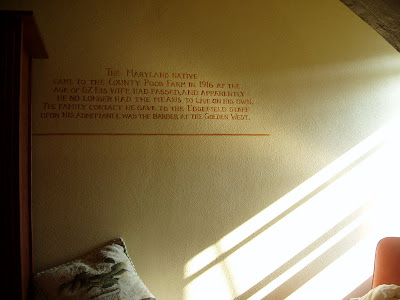 The Maryland native
came to the County Poor Farm in 1916 at the
age of 62. His wife had passed, and apparently
he no longer had the means to live on his own.
The family contact he gave to the Edgefield staff
upon his admittance was the barber at the Golden West.